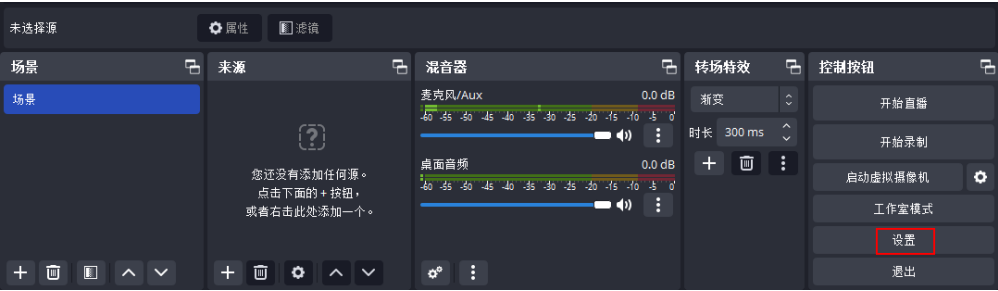 未选择源
属性
滤镜
场景
场景
来源
您还没有添加任何源。
点击下面的 + 按钮，
或者右击此处添加一个。
混音器
麦克风/Aux 0.0 dB
-60 -55 -50 -45 -40 -35 -30 -25 -20 -15 -10 -5 0
桌面音频 0.0 dB
-60 -55 -50 -45 -40 -35 -30 -25 -20 -15 -10 -5 0
转场特效
渐变
时长 300 ms
控制按钮
开始直播
开始录制
启动虚拟摄像机
工作室模式
设置
退出